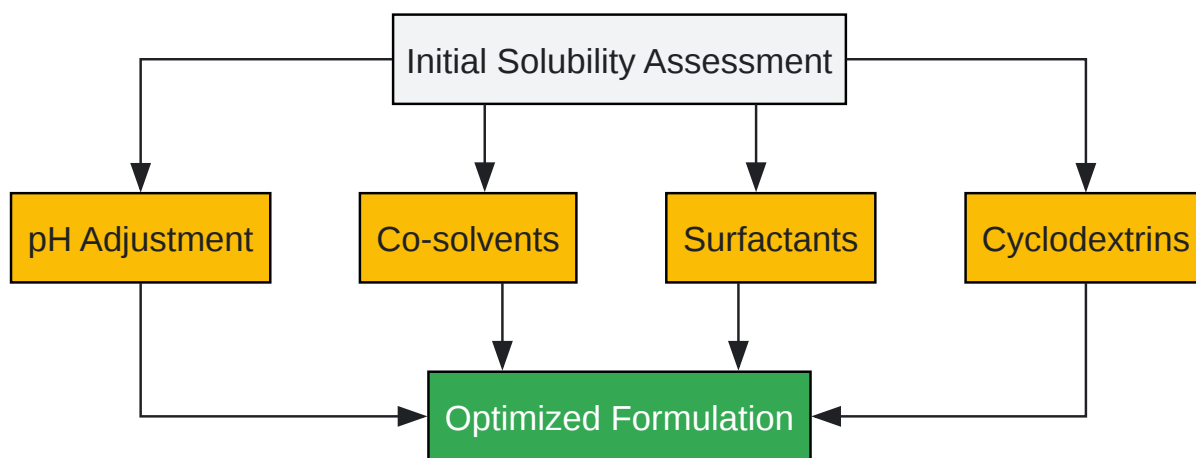 Initial Solubility Assessment
pH Adjustment
Co-solvents
Surfactants
Cyclodextrins
Optimized Formulation